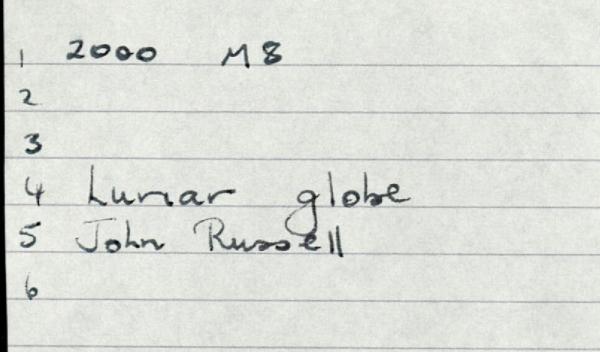 1 2000 M8
2
3
4 Lunar globe
5 John Russell
6